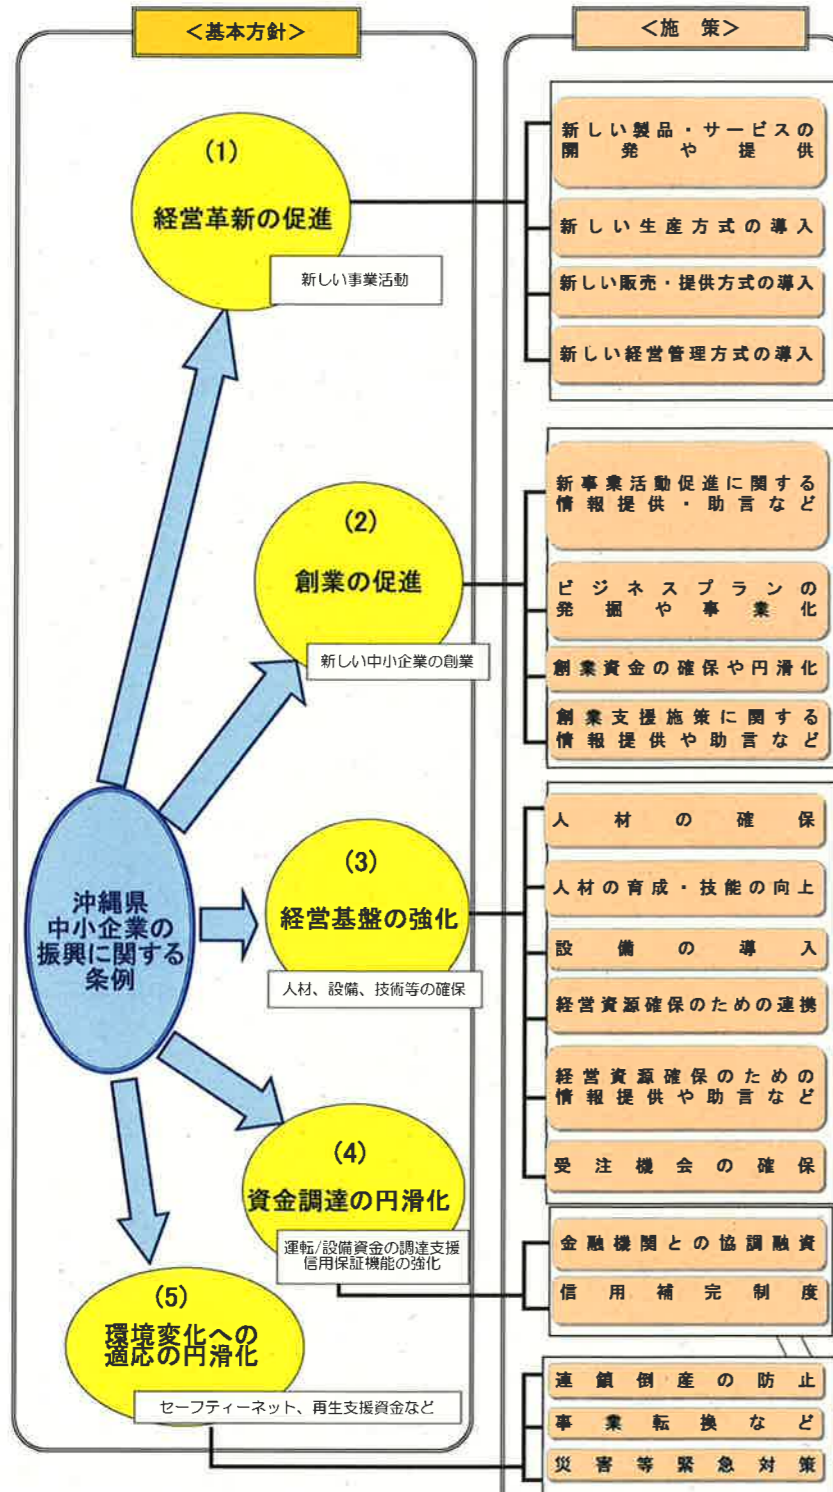 <基本方針>
<施 策>
(1)
経営革新の促進
新しい事業活動
新しい製品・サービスの
開発や提供
新しい生産方式の導入
新しい販売・提供方式の導入
新しい経営管理方式の導入
(2)
創業の促進
新しい中小企業の創業
新事業活動促進に関する
情報提供・助言など
ビジネスプランの
発掘や事業化
創業資金の確保や円滑化
創業支援施策に関する
情報提供や助言など
沖縄県
中小企業の
振興に関する
条例
(3)
経営基盤の強化
人材、設備、技術等の確保
人材の確保
人材の育成・技能の向上
設備の導入
経営資源確保のための連携
経営資源確保のための
情報提供や助言など
受注機会の確保
(4)
資金調達の円滑化
運転/設備資金の調達支援
信用保証機能の強化
金融機関との協調融資
信用補完制度
(5)
環境変化への
適応の円滑化
セーフティーネット、再生支援資金など
連鎖倒産の防止
事業転換など
災害等緊急対策